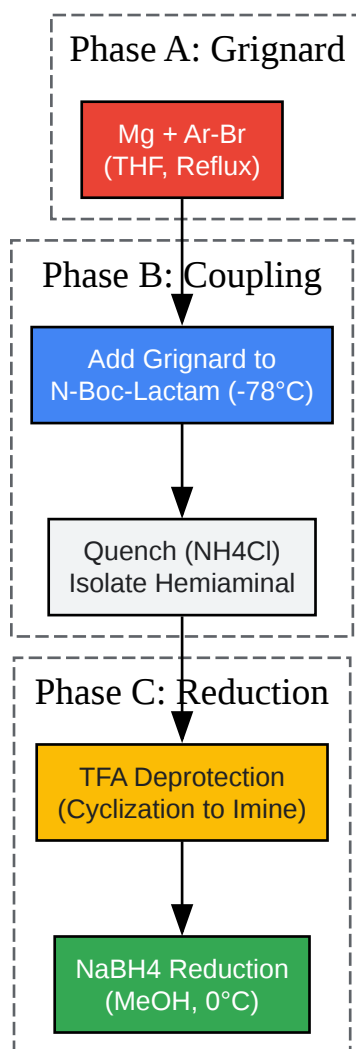 Phase A: Grignard
Mg + Ar-Br
(THF, Reflux)
Phase B: Coupling
Add Grignard to
N-Boc-Lactam (-78°C)
Quench (NH4Cl)
Isolate Hemiaminal
Phase C: Reduction
TFA Deprotection
(Cyclization to Imine)
NaBH4 Reduction
(MeOH, 0°C)